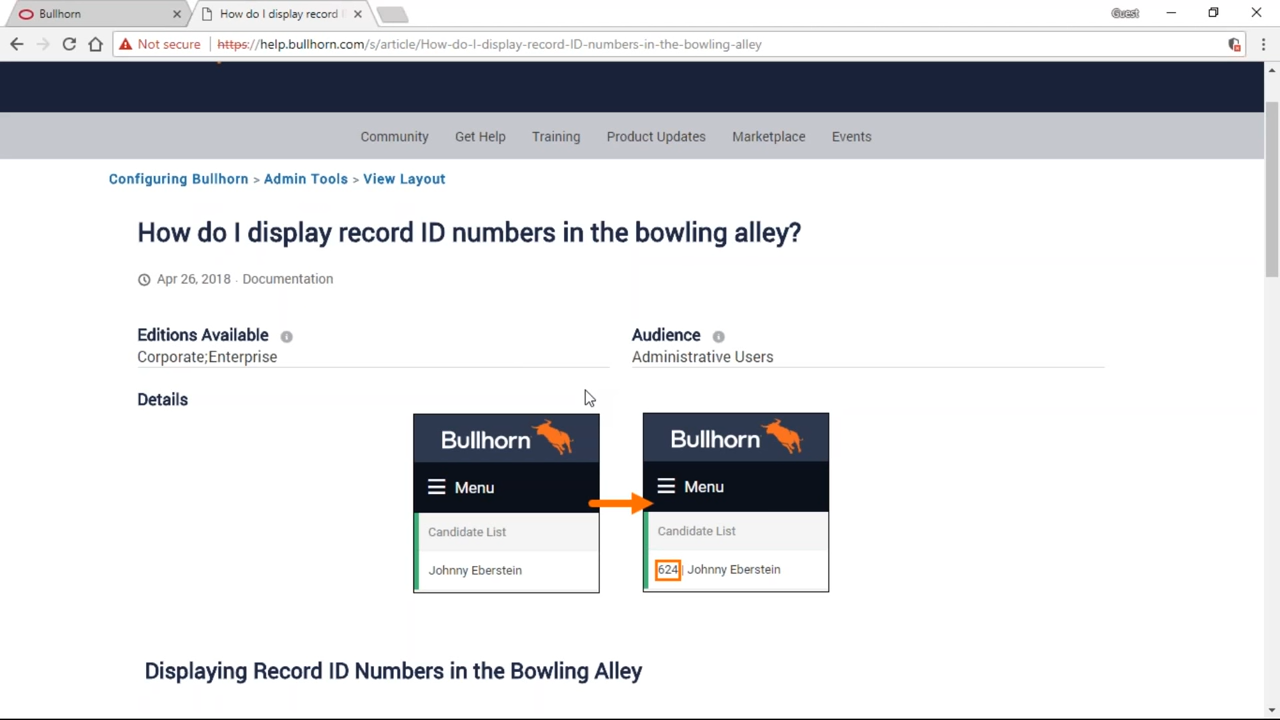 Bullhorn
How do I display record I
Guest
Not secure https://help.bullhorn.com/s/article/How-do-I-display-record-ID-numbers-in-the-bowling-alley
Community Get Help Training Product Updates Marketplace Events
Configuring Bullhorn > Admin Tools > View Layout
How do I display record ID numbers in the bowling alley?
Apr 26, 2018 . Documentation
Editions Available
Corporate;Enterprise
Audience
Administrative Users
Details
Bullhorn
Menu
Candidate List
Johnny Eberstein
Bullhorn
Menu
Candidate List
624 | Johnny Eberstein
Displaying Record ID Numbers in the Bowling Alley